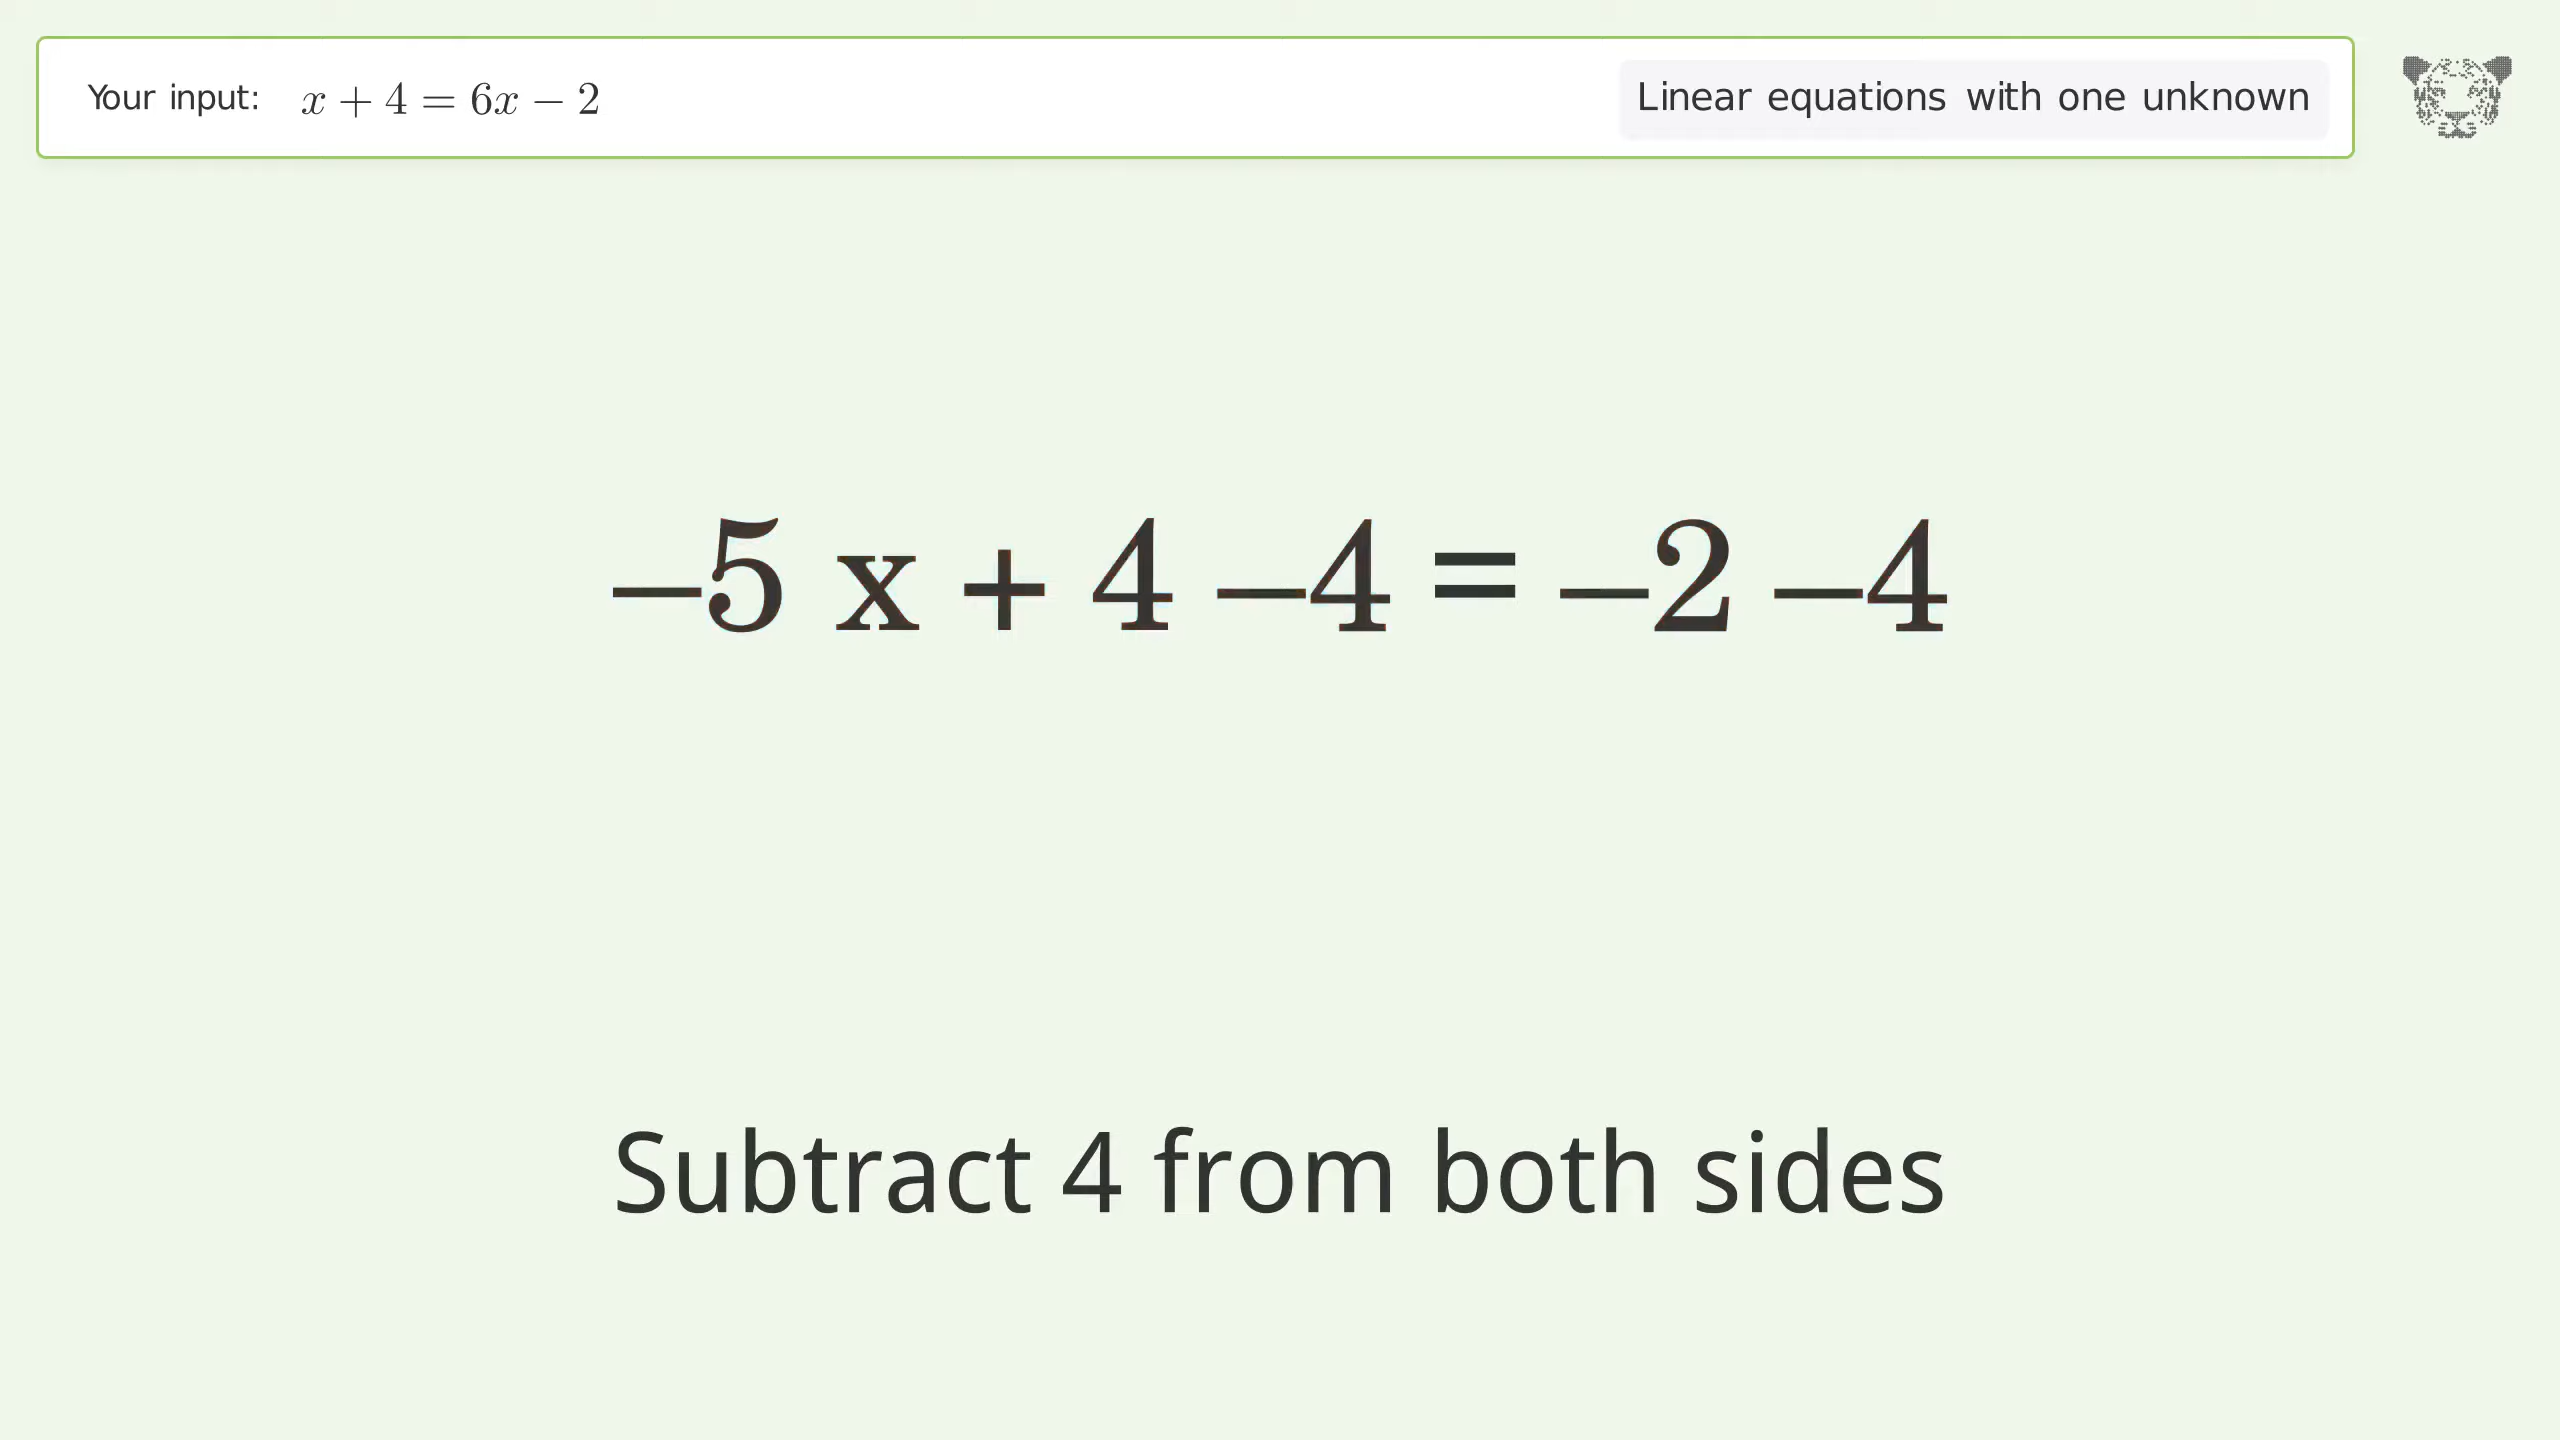 Your input: x + 4 = 6x − 2
Linear equations with one unknown
−5 x + 4 −4 = −2 −4
Subtract 4 from both sides